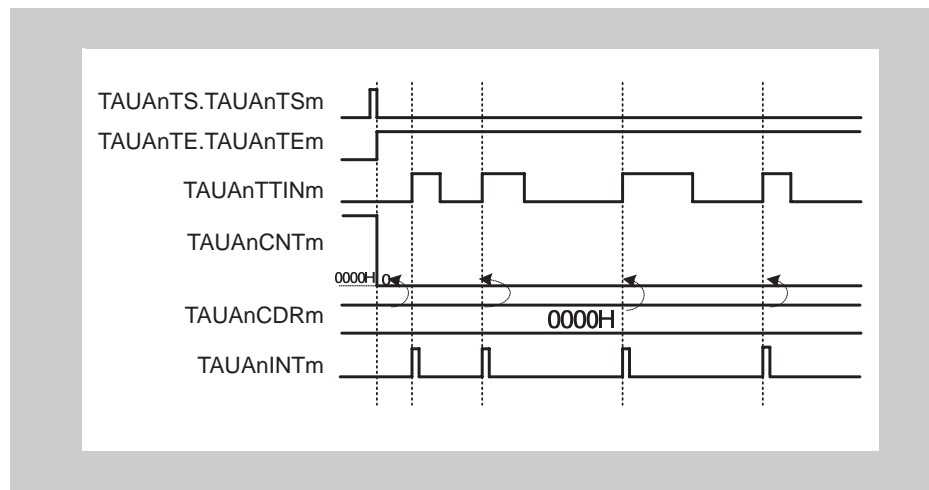 TAUAnTS.TAUAnTSm
TAUAnTE.TAUAnTEm
TAUAnTTINm
TAUAnCNTm
0000H 0
TAUAnCDRm
0000H
TAUAnINTm